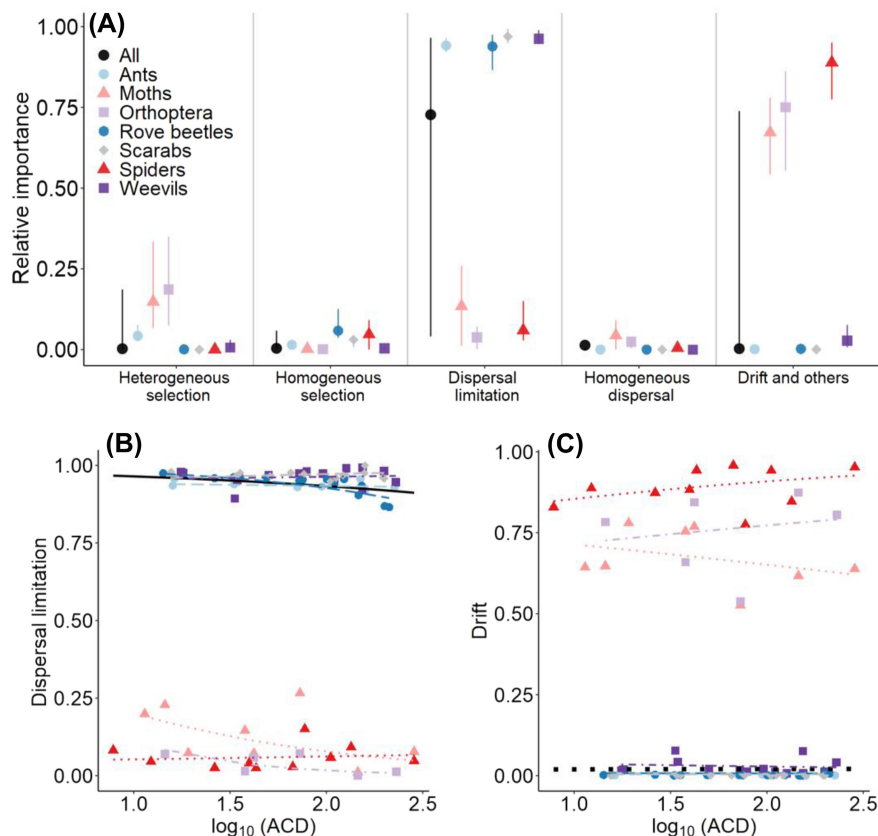 (A)
Relative importance
1.00
0.75
0.50
0.25
0.00
All
Ants
Moths
Orthoptera
Rove beetles
Scarabs
Spiders
Weevils
Heterogeneous
selection
Homogeneous
selection
Dispersal
limitation
Homogeneous
dispersal
Drift and others
(B)
Dispersal limitation
1.00
0.75
0.50
0.25
0.00
1.0
1.5
2.0
2.5
log10 (ACD)
(C)
Drift
1.00
0.75
0.50
0.25
0.00
1.0
1.5
2.0
2.5
log10 (ACD)